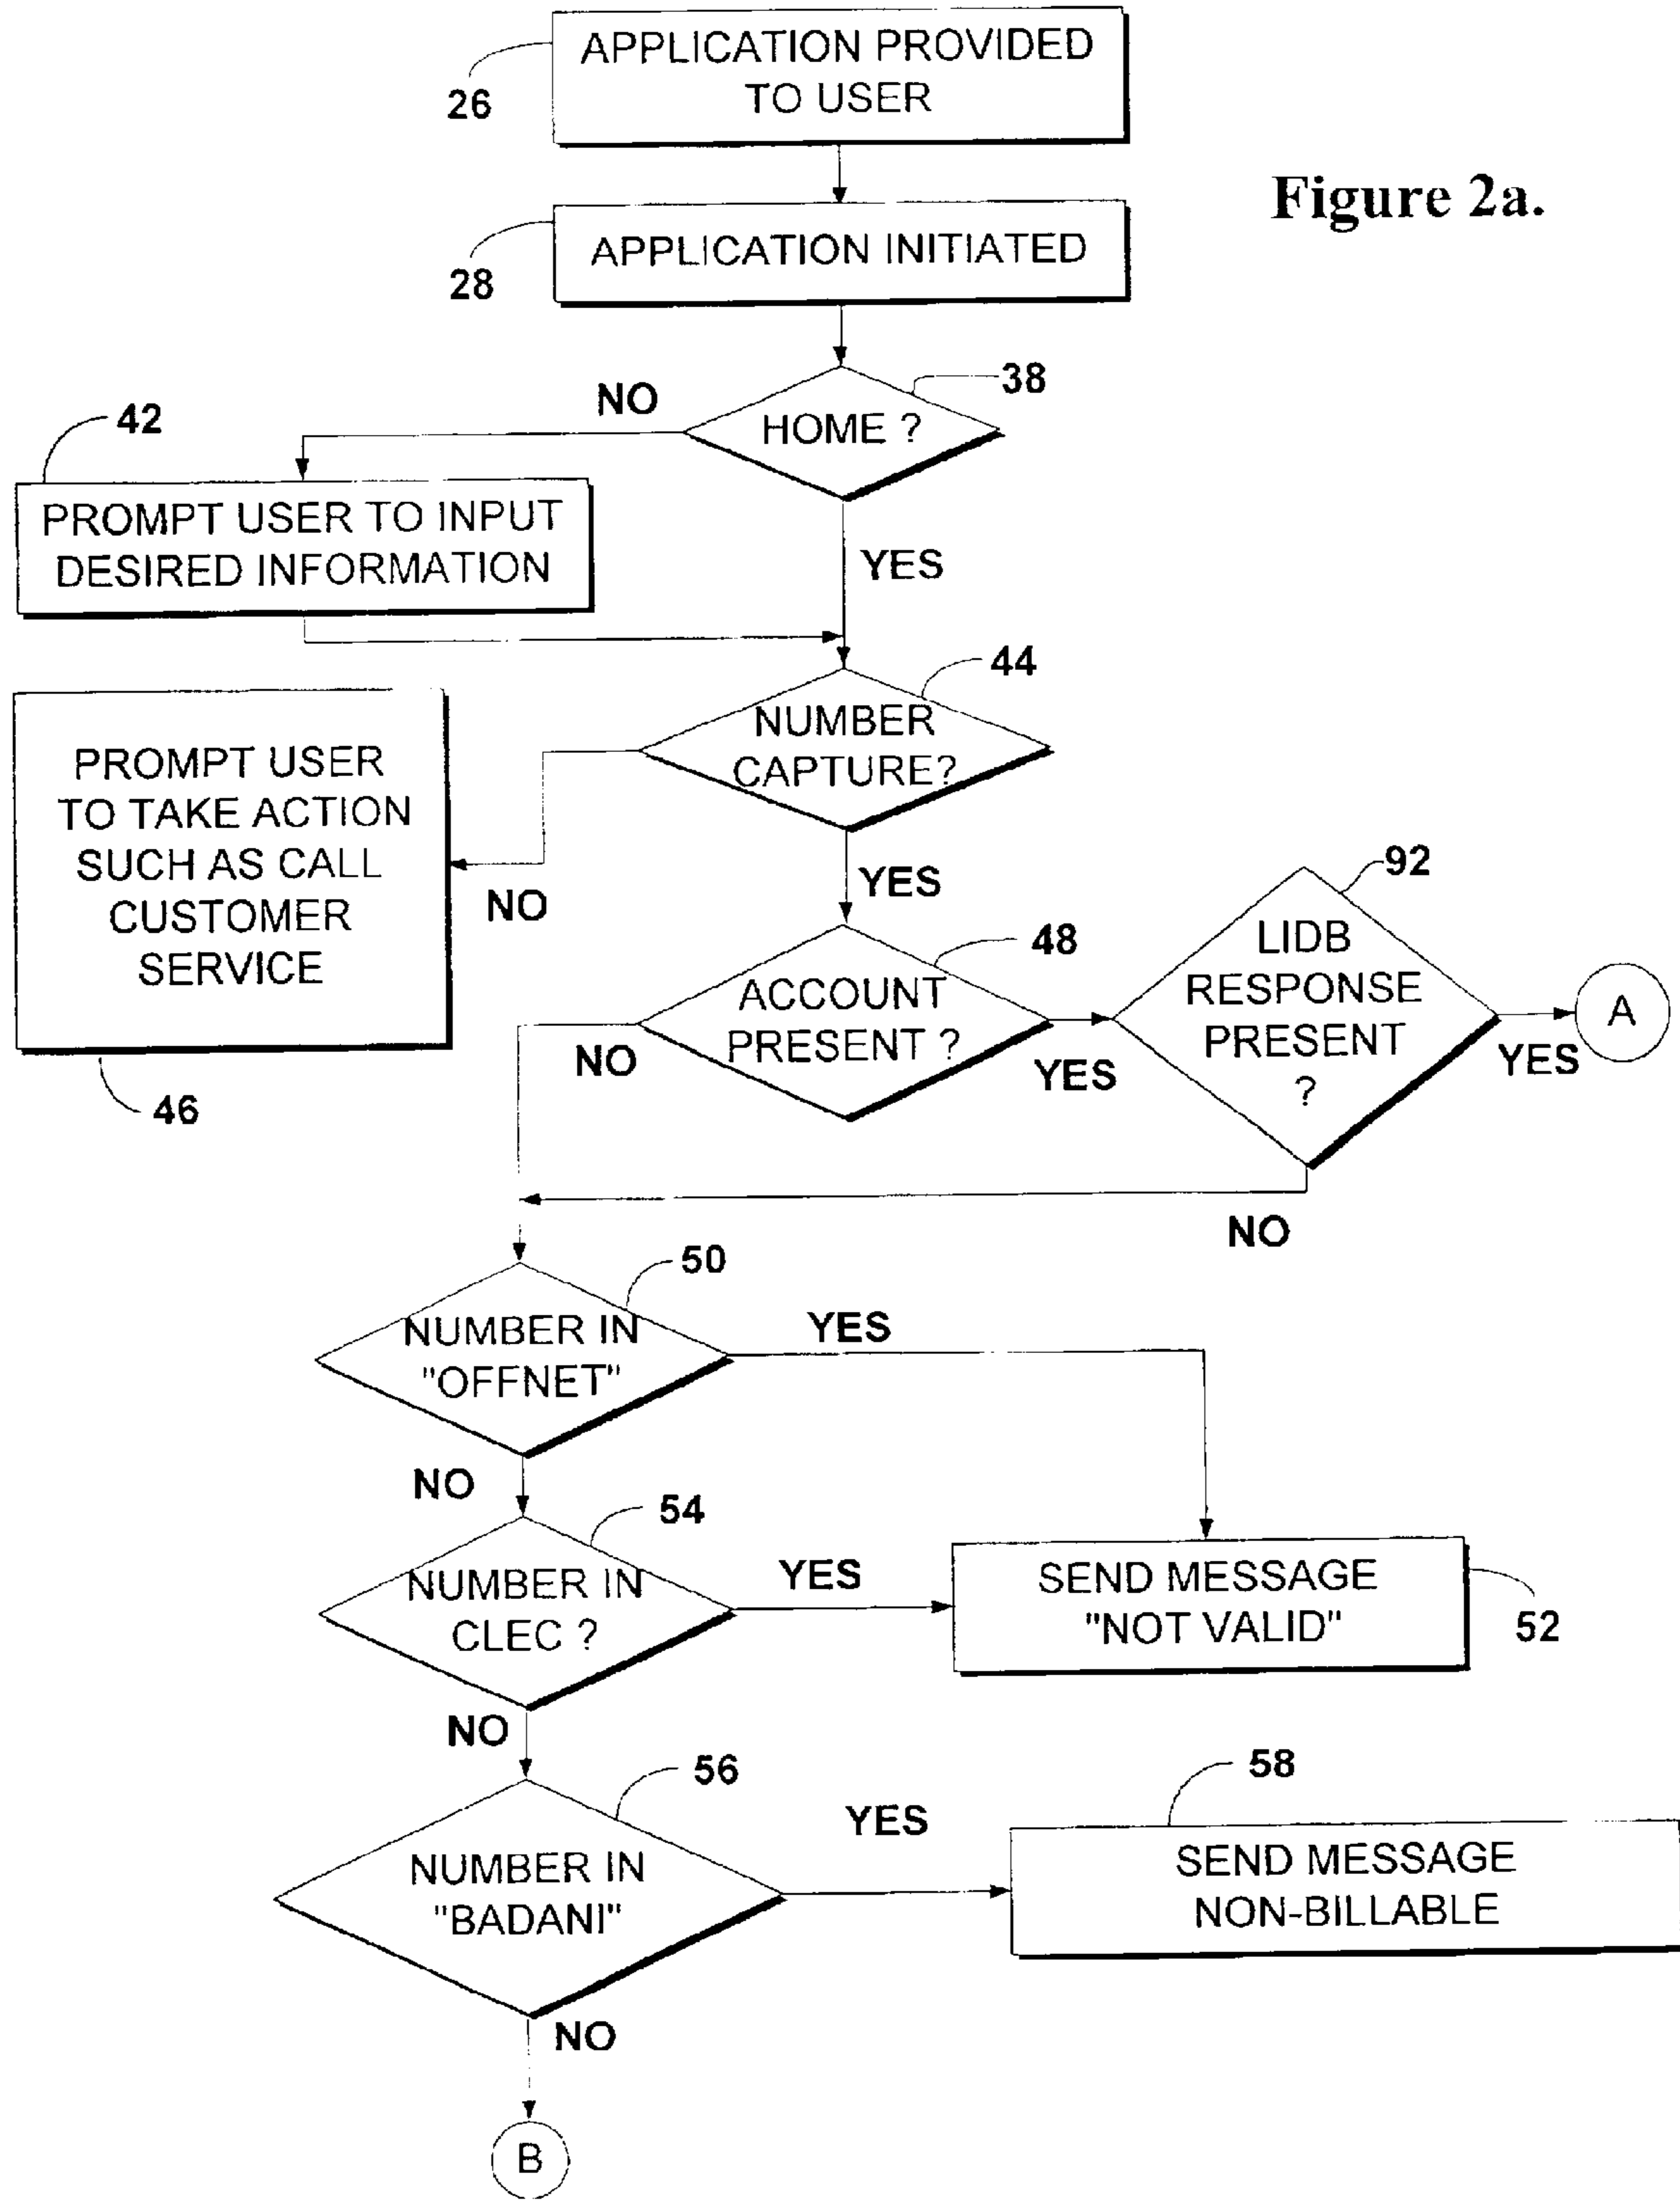 APPLICATION PROVIDED
TO USER
26
Figure 2a.
APPLICATION INITIATED
28
38
NO
HOME ?
42
PROMPT USER TO INPUT
DESIRED INFORMATION
YES
44
NUMBER
CAPTURE?
PROMPT USER
TO TAKE ACTION
SUCH AS CALL
CUSTOMER
SERVICE
NO
46
YES
48
ACCOUNT
PRESENT ?
NO
YES
92
LIDB
RESPONSE
PRESENT
?
YES
A
NO
50
NUMBER IN
"OFFNET"
YES
NO
54
NUMBER IN
CLEC ?
YES
SEND MESSAGE
"NOT VALID"
52
NO
56
NUMBER IN
"BADANI"
YES
58
SEND MESSAGE
NON-BILLABLE
NO
B